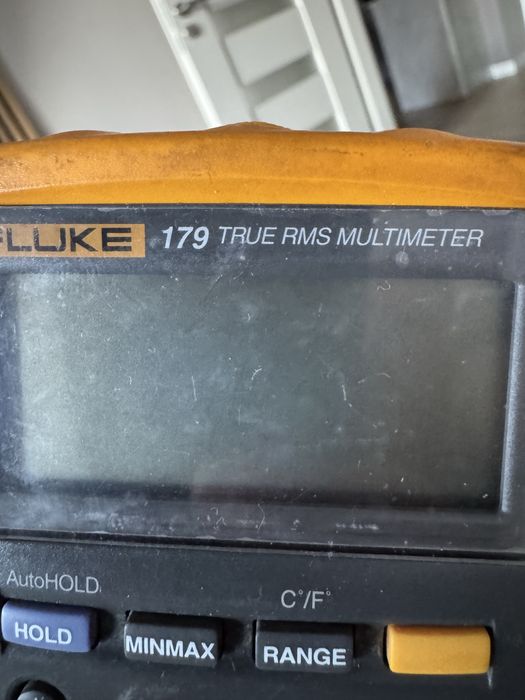 FLUKE 179 TRUE RMS MULTIMETER
AutoHOLD C°/F°
HOLD MINMAX RANGE